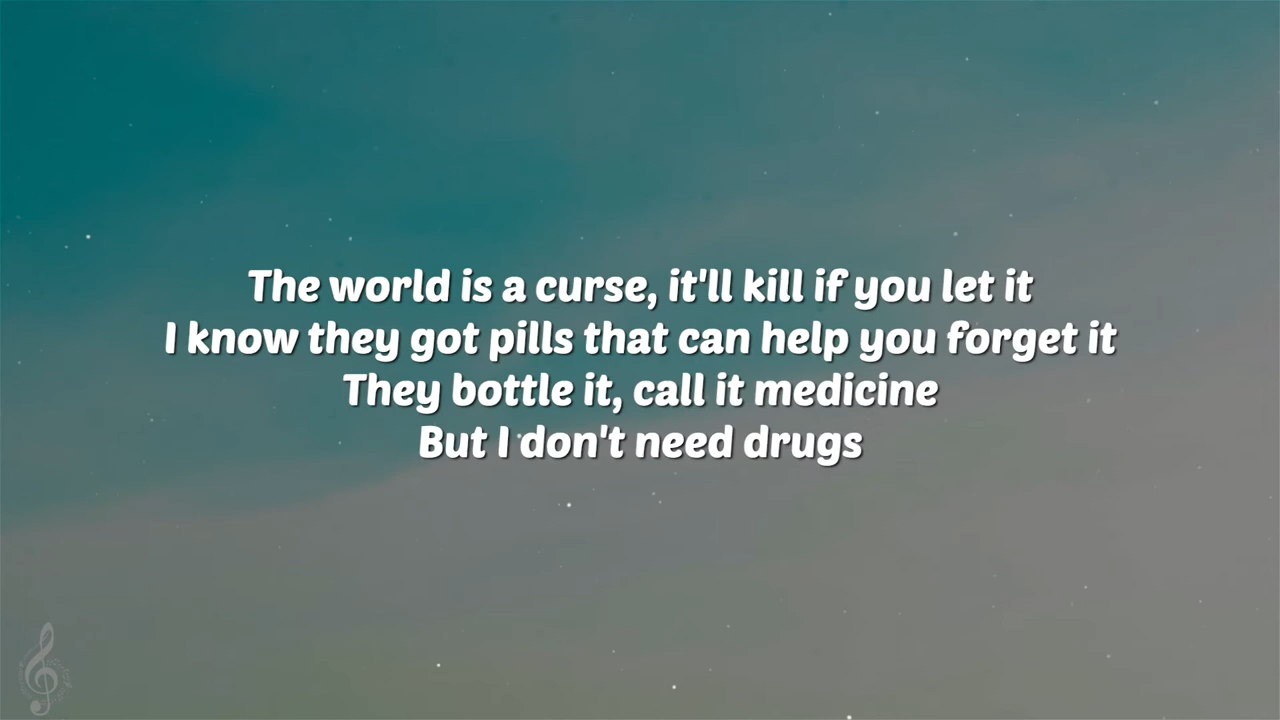 The world is a curse, it'll kill if you let it
I know they got pills that can help you forget it
They bottle it, call it medicine
But I don't need drugs